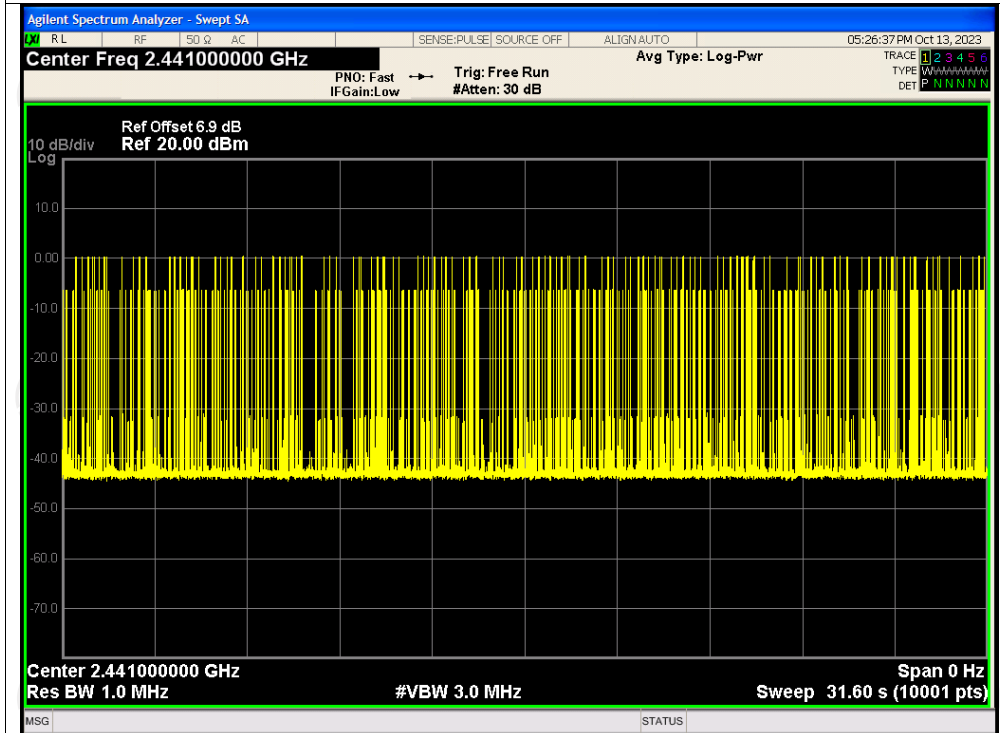 Agilent Spectrum Analyzer - Swept SA
LXI RL RF 50 Ω AC SENSE:PULSE SOURCE OFF ALIGN AUTO 05:26:37 PM Oct 13, 2023
Center Freq 2.441000000 GHz Avg Type: Log-Pwr TRACE 1 2 3 4 5 6
PNO: Fast Trig: Free Run TYPE W
IFGain:Low #Atten: 30 dB DET P N N N N N
Ref Offset 6.9 dB
10 dB/div Ref 20.00 dBm
Log
10.0
0.00
-10.0
-20.0
-30.0
-40.0
-50.0
-60.0
-70.0
Center 2.441000000 GHz Span 0 Hz
Res BW 1.0 MHz #VBW 3.0 MHz Sweep 31.60 s (10001 pts)
MSG STATUS